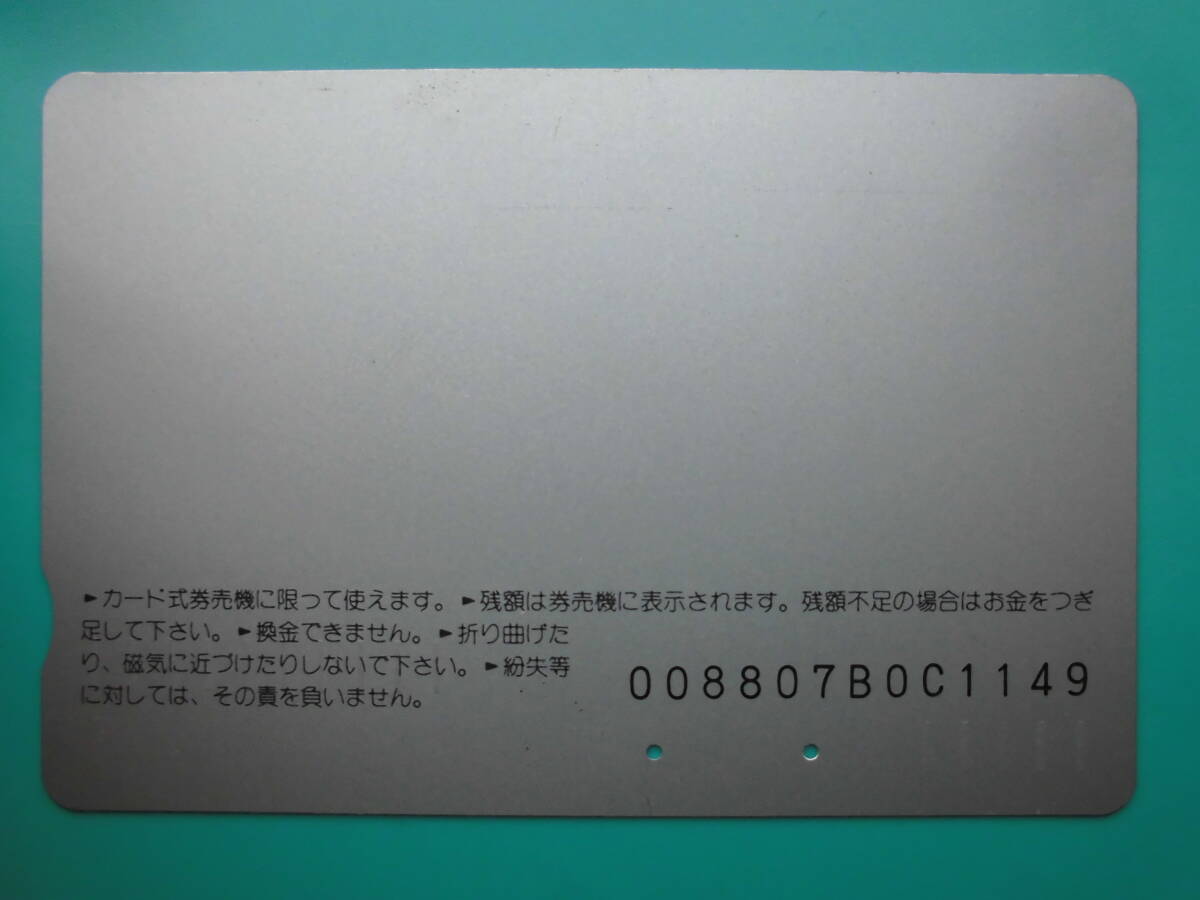 ►カード式券売機に限って使えます。►残額は券売機に表示されます。残額不足の場合はお金をつぎ
足して下さい。►換金できません。►折り曲げた
り、磁気に近づけたりしないで下さい。►紛失等
に対しては、その責を負いません。
008807B0C1149